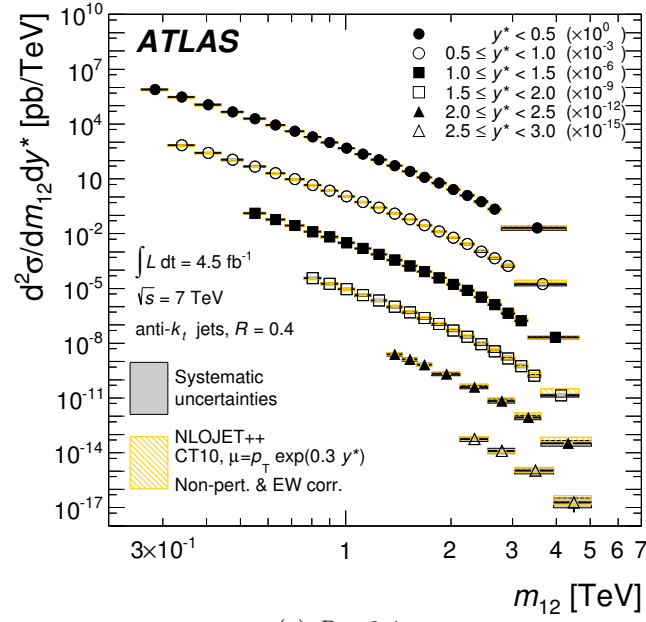 ATLAS
y* < 0.5 (×10⁰ )
0.5 ≤ y* < 1.0 (×10⁻³ )
1.0 ≤ y* < 1.5 (×10⁻⁶ )
1.5 ≤ y* < 2.0 (×10⁻⁹ )
2.0 ≤ y* < 2.5 (×10⁻¹²)
2.5 ≤ y* < 3.0 (×10⁻¹⁵)
d²σ/dm₁₂dy* [pb/TeV]
10¹⁰
10⁷
10⁴
10
10⁻²
10⁻⁵
10⁻⁸
10⁻¹¹
10⁻¹⁴
10⁻¹⁷
∫L dt = 4.5 fb⁻¹
√s = 7 TeV
anti-kₜ jets, R = 0.4
Systematic
uncertainties
NLOJET++
CT10, μ=p_T exp(0.3 y*)
Non-pert. & EW corr.
3×10⁻¹ 1 2 3 4 5 6 7
m₁₂ [TeV]